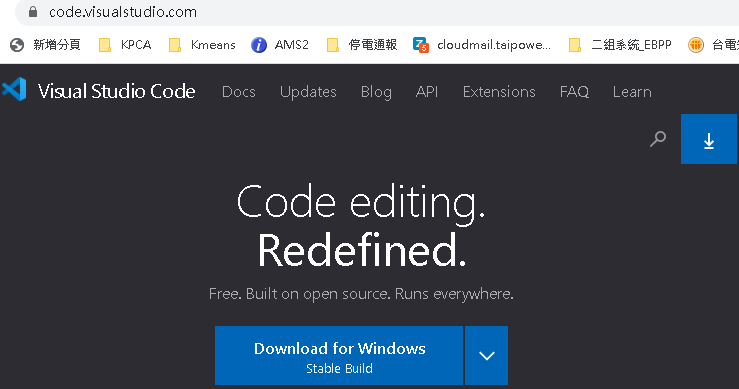 code.visualstudio.com
新增分頁 KPCA Kmeans AMS2 停電通報 cloudmail.taipowe... 二組系統_EBPP 台電
Visual Studio Code Docs Updates Blog API Extensions FAQ Learn
Code editing.
Redefined.
Free. Built on open source. Runs everywhere.
Download for Windows
Stable Build